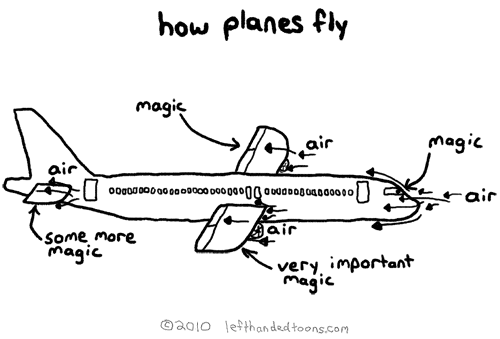 how planes fly
magic
air
magic
air
air
some more
magic
air
very important
magic
©2010 lefthandedtoons.com